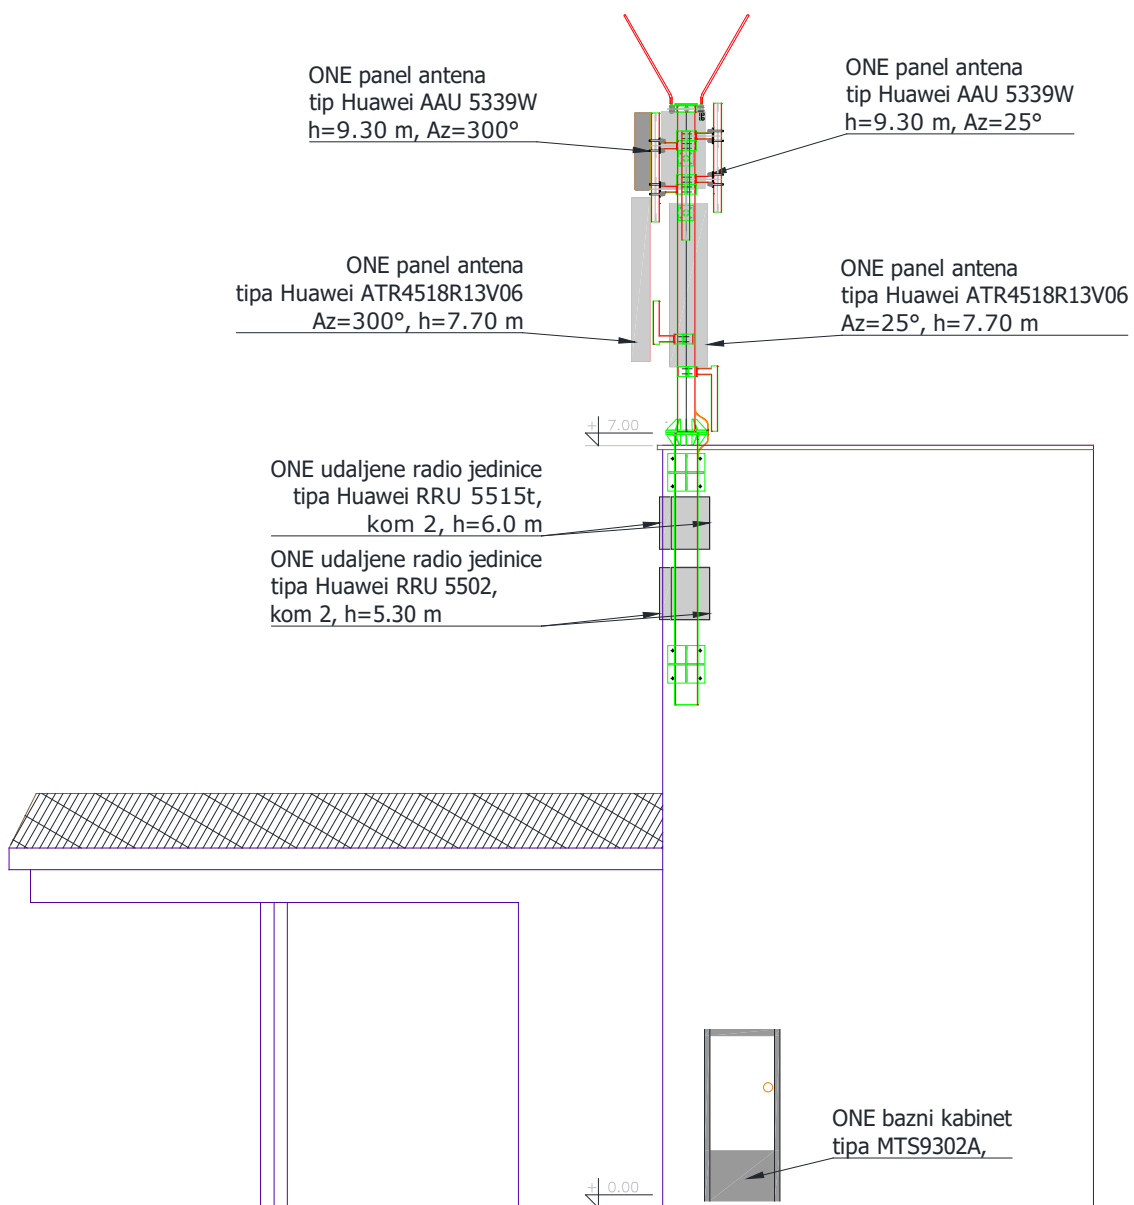 ONE panel antena
tip Huawei AAU 5339W
h=9.30 m, Az=300°
ONE panel antena
tip Huawei AAU 5339W
h=9.30 m, Az=25°
ONE panel antena
tipa Huawei ATR4518R13V06
Az=300°, h=7.70 m
ONE panel antena
tipa Huawei ATR4518R13V06
Az=25°, h=7.70 m
+ 7.00
ONE udaljene radio jedinice
tipa Huawei RRU 5515t,
kom 2, h=6.0 m
ONE udaljene radio jedinice
tipa Huawei RRU 5502,
kom 2, h=5.30 m
ONE bazni kabinet
tipa MTS9302A,
+ 0.00